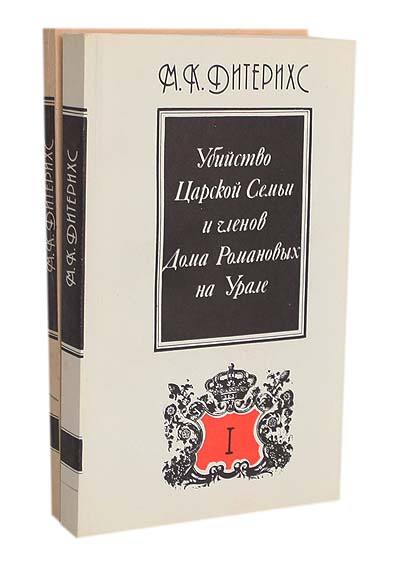 М.К. ДИТЕРИХС
Убийство
Царской Семьи
и членов
Дома Романовых
на Урале
I
М.К. ДИТЕРИХС
М.К. ДИТЕРИХС